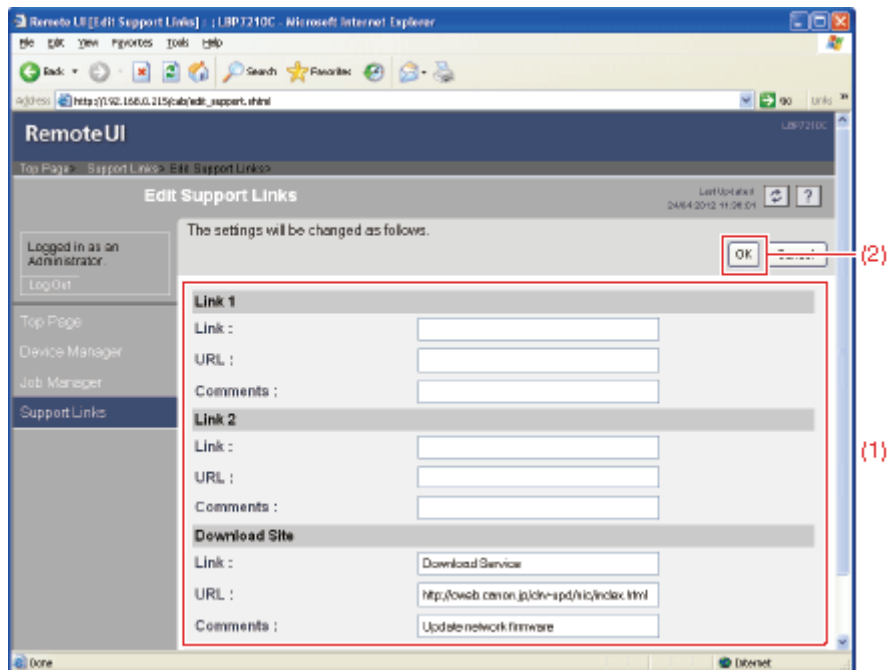 Remote UI [Edit Support Links] : ; LBP7210C - Microsoft Internet Explorer
File Edit View Favorites Tools Help
Back Search Favorites
Address http://192.168.0.215/cab/edit_support.shtml Go Links »
Remote UI LBP7210C
Top Page> Support Links> Edit Support Links>
Edit Support Links
Last Updated :
24/04 2012 11:36:01 ?
The settings will be changed as follows.
Logged in as an
Administrator.
OK (2)
Log Out
Link 1
Top Page
Link :
Device Manager
URL :
Job Manager
Comments :
Support Links
Link 2
Link :
(1)
URL :
Comments :
Download Site
Link : Download Service
URL : http://cweb.canon.jp/drv-upd/nic/index.html
Comments : Update network firmware
Done Internet